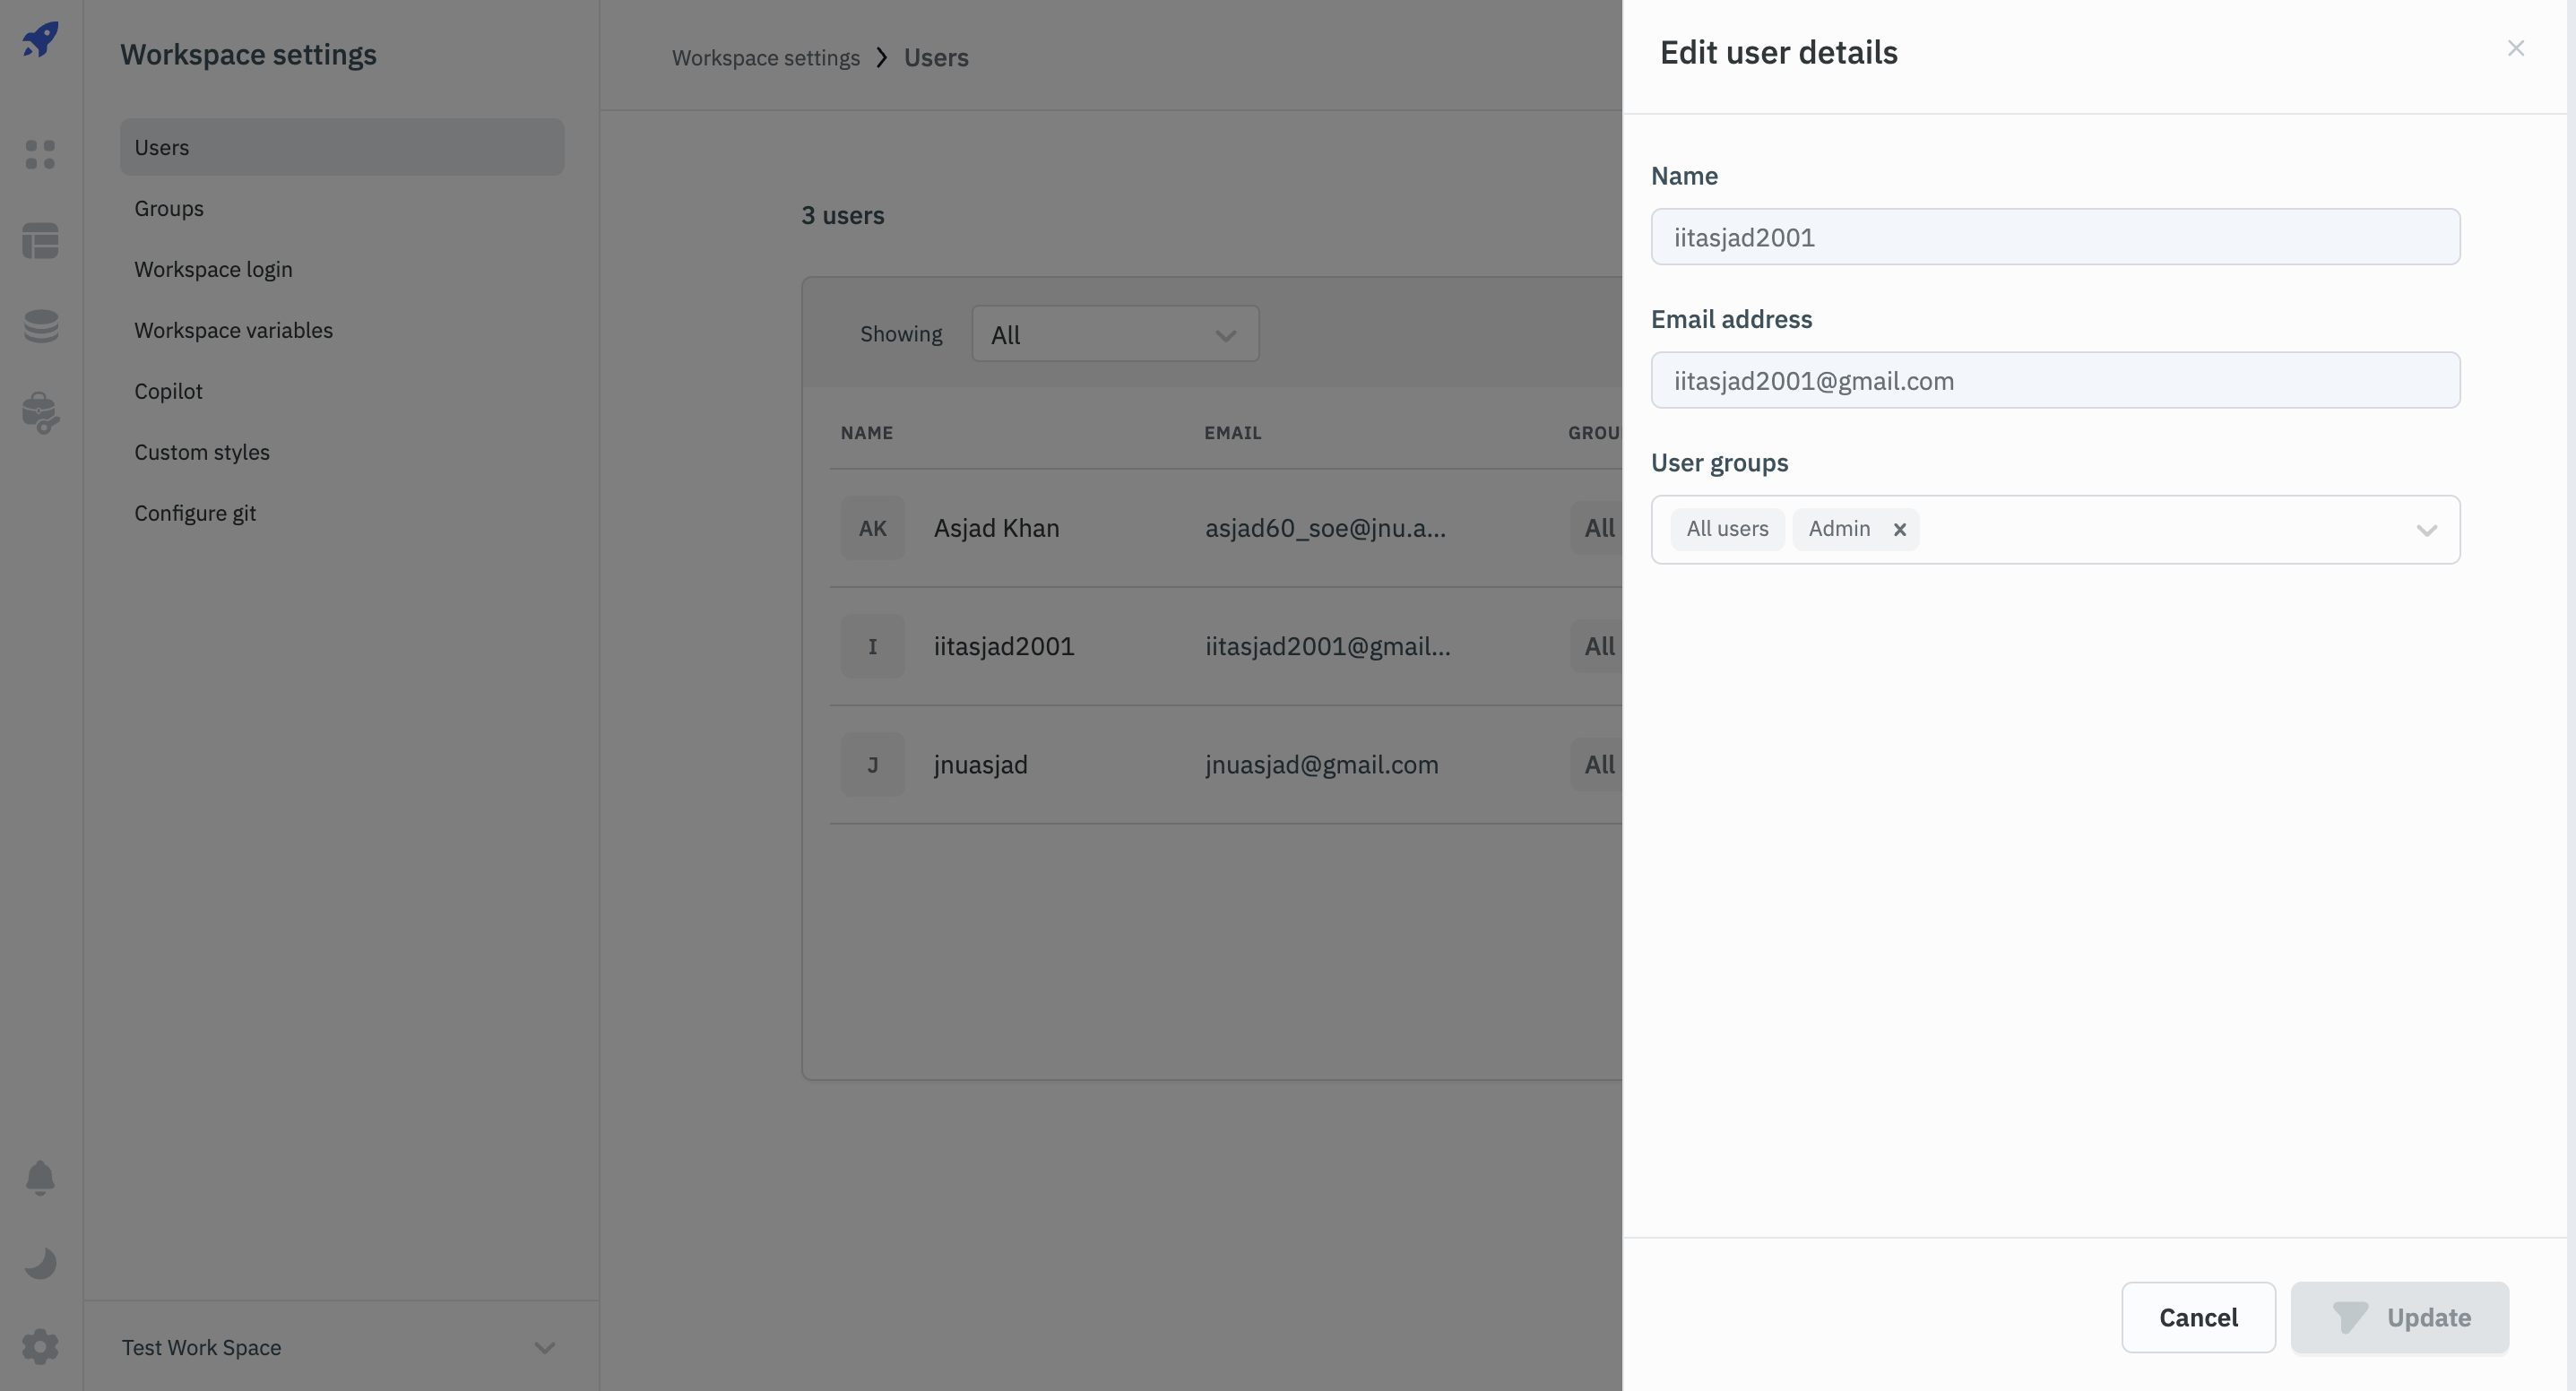 Workspace settings
Users
Groups
Workspace login
Workspace variables
Copilot
Custom styles
Configure git
Test Work Space
Workspace settings > Users
3 users
Showing All
NAME EMAIL GROU
AK Asjad Khan asjad60_soe@jnu.a... All
I iitasjad2001 iitasjad2001@gmail... All
J jnuasjad jnuasjad@gmail.com All
Edit user details
Name
iitasjad2001
Email address
iitasjad2001@gmail.com
User groups
All users Admin
Cancel Update